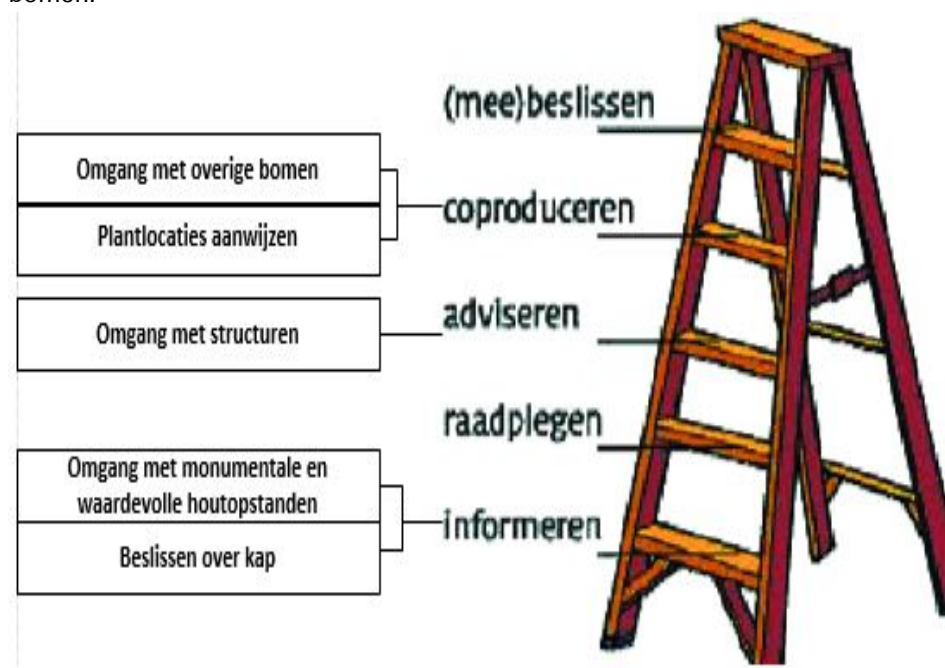 bomen.
(mee)beslissen
Omgang met overige bomen
Plantlocaties aanwijzen
coproduceren
Omgang met structuren
adviseren
raadplegen
Omgang met monumentale en
waardevolle houtopstanden
Beslissen over kap
informeren